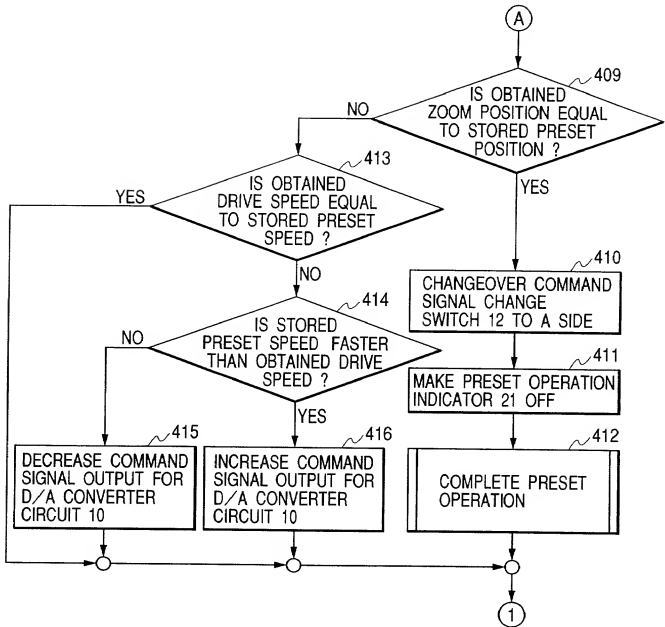 A
409
IS OBTAINED
ZOOM POSITION EQUAL
TO STORED PRESET
POSITION ?
NO
YES
413
IS OBTAINED
DRIVE SPEED EQUAL
TO STORED PRESET
SPEED ?
YES
NO
410
CHANGEOVER COMMAND
SIGNAL CHANGE
SWITCH 12 TO A SIDE
414
IS STORED
PRESET SPEED FASTER
THAN OBTAINED DRIVE
SPEED ?
NO
YES
411
MAKE PRESET OPERATION
INDICATOR 21 OFF
415
DECREASE COMMAND
SIGNAL OUTPUT FOR
D/A CONVERTER
CIRCUIT 10
416
INCREASE COMMAND
SIGNAL OUTPUT FOR
D/A CONVERTER
CIRCUIT 10
412
COMPLETE PRESET
OPERATION
1